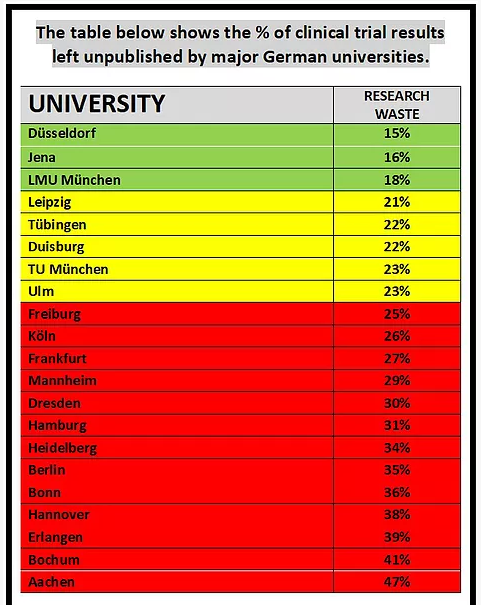 The table below shows the % of clinical trial results
left unpublished by major German universities.
UNIVERSITY RESEARCH WASTE
Düsseldorf 15%
Jena 16%
LMU München 18%
Leipzig 21%
Tübingen 22%
Duisburg 22%
TU München 23%
Ulm 23%
Freiburg 25%
Köln 26%
Frankfurt 27%
Mannheim 29%
Dresden 30%
Hamburg 31%
Heidelberg 34%
Berlin 35%
Bonn 36%
Hannover 38%
Erlangen 39%
Bochum 41%
Aachen 47%